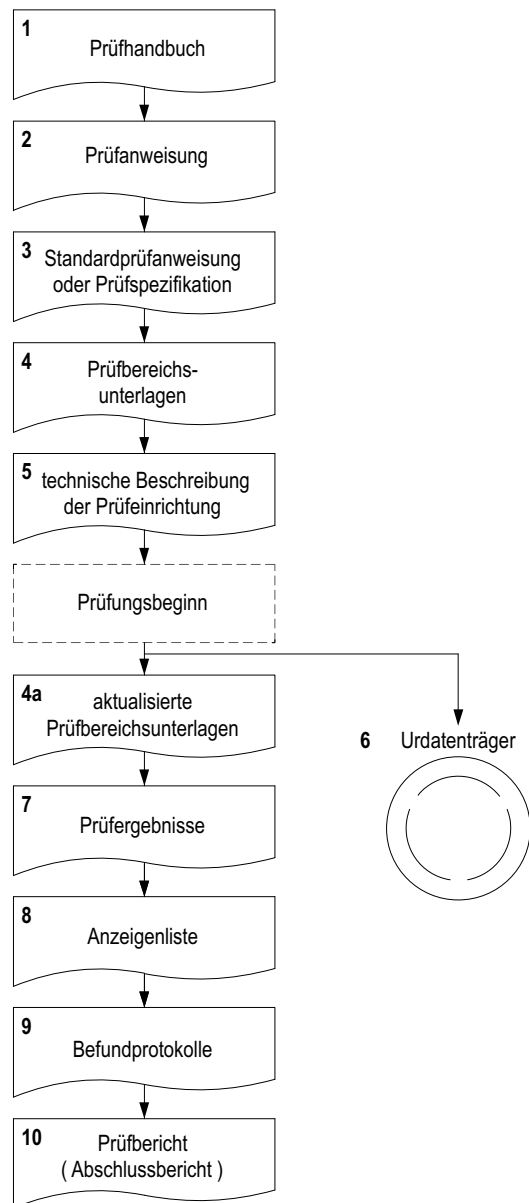 1
Prüfhandbuch
2
Prüfanweisung
3
Standardprüfanweisung
oder Prüfspezifikation
4
Prüfbereichs-
unterlagen
5
technische Beschreibung
der Prüfeinrichtung
Prüfungsbeginn
4a
aktualisierte
Prüfbereichsunterlagen
6 Urdatenträger
7
Prüfergebnisse
8
Anzeigenliste
9
Befundprotokolle
10
Prüfbericht
( Abschlussbericht )